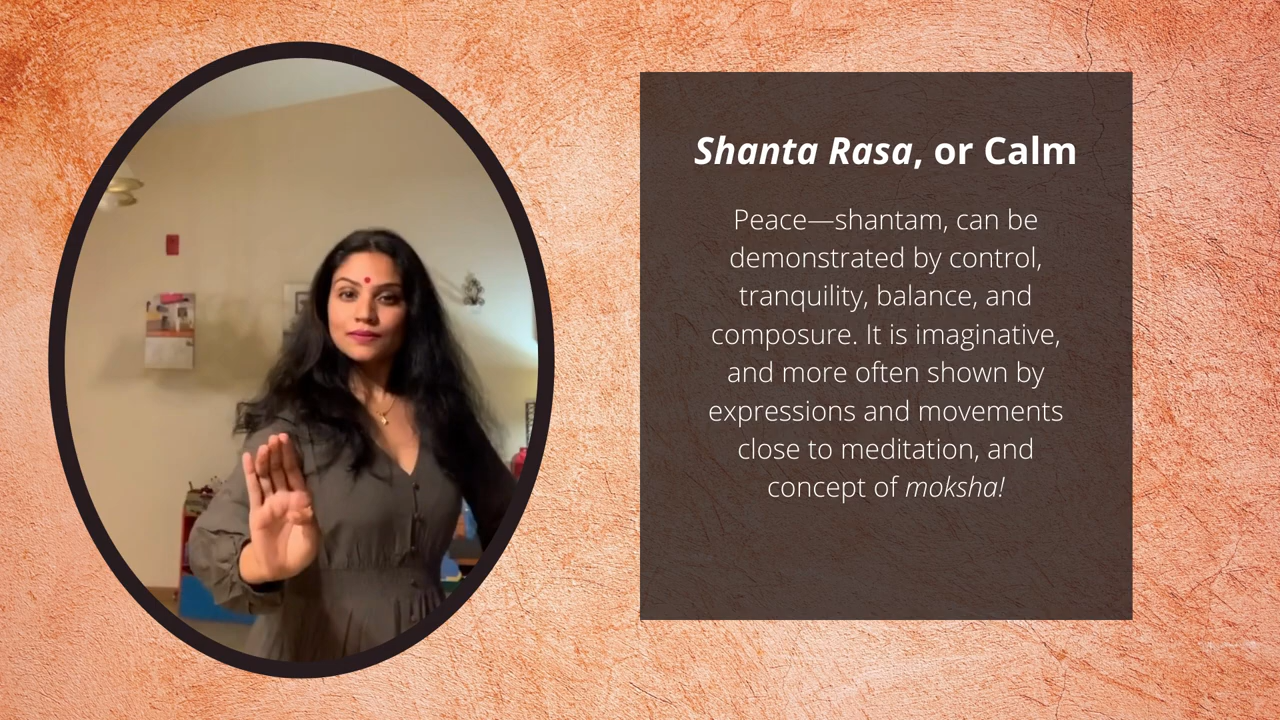 Shanta Rasa, or Calm
Peace—shantam, can be
demonstrated by control,
tranquility, balance, and
composure. It is imaginative,
and more often shown by
expressions and movements
close to meditation, and
concept of moksha!